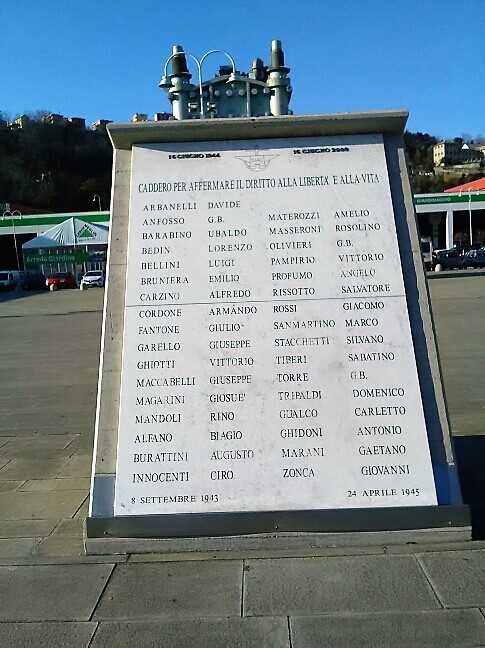 16 GIUGNO 1944 16 GIUGNO 2008
CADDERO PER AFFERMARE IL DIRITTO ALLA LIBERTA' E ALLA VITA
ARBANELLI DAVIDE
ANFOSSO G.B. MATEROZZI AMELIO
BARABINO UBALDO MASSERONI ROSOLINO
BEDIN LORENZO OLIVIERI G.B.
BELLINI LUIGI PAMPIRIO VITTORIO
BRUNIERA EMILIO PROFUMO ANGELO
CARZINO ALFREDO RISSOTTO SALVATORE
CORDONE ARMANDO ROSSI GIACOMO
FANTONE GIULIO SANMARTINO MARCO
GARELLO GIUSEPPE STACCHETTI SILVANO
GHIOTTI VITTORIO TIBERI SABATINO
MACCABELLI GIUSEPPE TORRE G.B.
MAGARINI GIOSUE' TRIPALDI DOMENICO
MANDOLI RINO GUALCO CARLETTO
ALFANO BIAGIO GHIDONI ANTONIO
BURATTINI AUGUSTO MARANI GAETANO
INNOCENTI CIRO ZONCA GIOVANNI
8 SETTEMBRE 1943 24 APRILE 1945
Arredo Giardino
GIARDINAGGIO